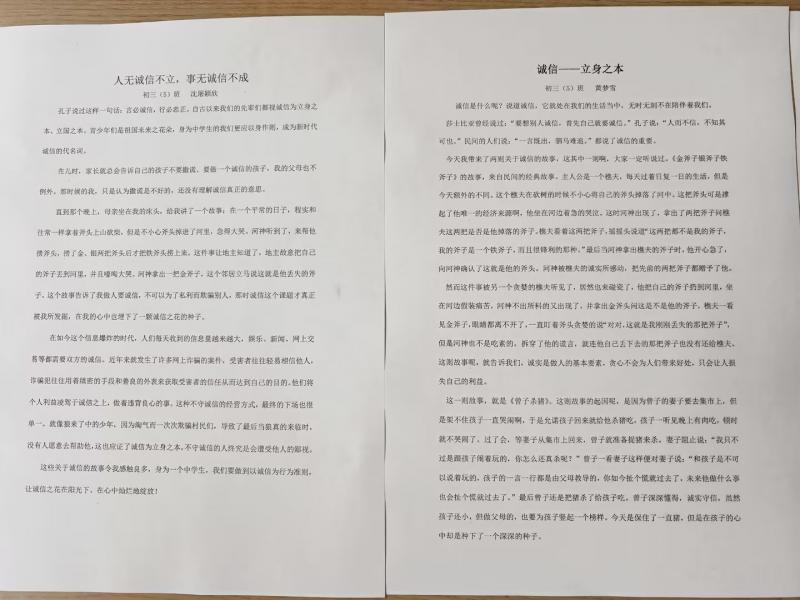 人无诚信不立，事无诚信不成
初三（5）班 沈屠颖欣
孔子说过这样一句话：言必诚信，行必忠正。自古以来我们的先辈们都视诚信为立身之
本、立国之本。青少年们是祖国未来之花朵，身为中学生的我们更应以身作则，成为新时代
诚信的代名词。
在儿时，家长就总会告诉自己的孩子不要撒谎、要做一个诚信的孩子，我的父母也不
例外。那时候的我，只是认为撒谎是不好的，还没有理解诚信真正的意思。
直到那个晚上，母亲坐在我的床头，给我讲了一个故事：在一个平常的日子，程实和
往常一样拿着斧头上山砍柴，但是不小心斧头掉进了河里，急得大哭。河神听到了，来帮他
捞斧头，捞了金、银两把斧头后才把铁斧头捞上来。这件事让地主知道了，地主故意把自己
的斧子丢到河里，并且嚎啕大哭。河神拿出一把金斧子，这个邻居立马说这就是他丢失的斧
子。这个故事告诉了我做人要诚信，不可以为了私利而欺骗别人，那时诚信这个课题才真正
被我所发掘，在我的心中也埋下了一颗诚信之花的种子。
在如今这个信息爆炸的时代，人们每天收到的信息量越来越大，娱乐、新闻、网上交
易等都需要双方的诚信。近年来就发生了许多网上诈骗的案件、受害者往往轻易相信他人，
诈骗犯往往用着缜密的手段和善良的外表来获取受害者的信任从而达到自己的目的。他们将
个人利益凌驾于诚信之上，做着违背良心的事。这种不守诚信的经营方式，最终的下场也很
单一。就像狼来了中的少年，因为淘气而一次次欺骗村民们，导致了最后当狼真的来临时，
没有人愿意去帮助他，这也应证了诚信为立身之本，不守诚信的人终究是会遭受他人的鄙视。
这些关于诚信的故事令我感触良多，身为一个中学生，我们要做到以诚信为行为准则，
让诚信之花在阳光下、在心中灿烂地绽放！
诚信——立身之本
初三（5）班 黄梦雪
诚信是什么呢？说道诚信，它就处在我们的生活当中、无时无刻不在陪伴着我们。
莎士比亚曾经说过：“要想别人诚信，首先自己就要诚信。”孔子说：“人而不信，不知其
可也。”民间的人们说：“一言既出，驷马难追。”都说了诚信的重要。
今天我带来了两则关于诚信的故事，这其中一则啊，大家一定听说过。《金斧子银斧子铁
斧子》的故事，来自民间的经典故事。主人公是一个樵夫，每天过着日复一日的生活，但是
今天额外的不同。这个樵夫在砍树的时候不小心将自己的斧头掉落了河中。这把斧头可是撑
起了他唯一的经济来源啊，他坐在河边着急的哭泣。这时河神出现了，拿出了两把斧子问樵
夫这两把是否是他掉落的斧子。樵夫看着这两把斧子，摇摇头说道“这两把都不是我的斧子，
我的斧子是一个铁斧子，而且很锋利的那种。”最后当河神拿出樵夫的斧子时，他开心急了，
向河神确认了这就是他的斧头。河神被樵夫的诚实所感动，把先前的两把斧子都赠予了他。
然而这件事被另一个贪婪的樵夫听见了，居然也来碰瓷了，他把自己的斧子扔到河里，坐
在河边假装痛苦。河神不出所料的又出现了，并拿出金斧头问这是不是他的斧子。樵夫一看
见金斧子，眼睛都离不开了，一直盯着斧头贪婪的说“对对，这就是我刚刚丢失的那把斧子”，
但是河神也不是吃素的，拆穿了他的谎言，就连他自己丢下去的那把斧子也没有还给樵夫。
这则故事呢，就告诉我们，诚实是做人的基本要素。贪心不会为人们带来好处，只会让人损
失自己的利益。
这一则故事，就是《曾子杀猪》。这则故事的起因呢，是因为曾子的妻子要去集市上，但
是架不住孩子一直哭闹啊，于是允诺孩子回来就给他杀猪吃。孩子一听见晚上有肉吃，顿时
就不哭闹了。过了会，等妻子从集市上回来，曾子就准备捉猪来杀。妻子阻止说：“我只不
过是跟孩子闹着玩的，你怎么还真杀呢？”曾子一看妻子这样便对妻子说：“和孩子是不可
以说着玩的，孩子的一言一行都是由父母教导的，你如今扯个慌就过去了，未来他做什么事
也会扯个慌就过去了。”最后曾子还是把猪杀了给孩子吃。曾子深深懂得，诚实守信，虽然
孩子还小，但做父母的，也要为孩子竖起一个榜样。今天是保住了一直猪，但是在孩子的心
中却是种下了一个深深的种子。